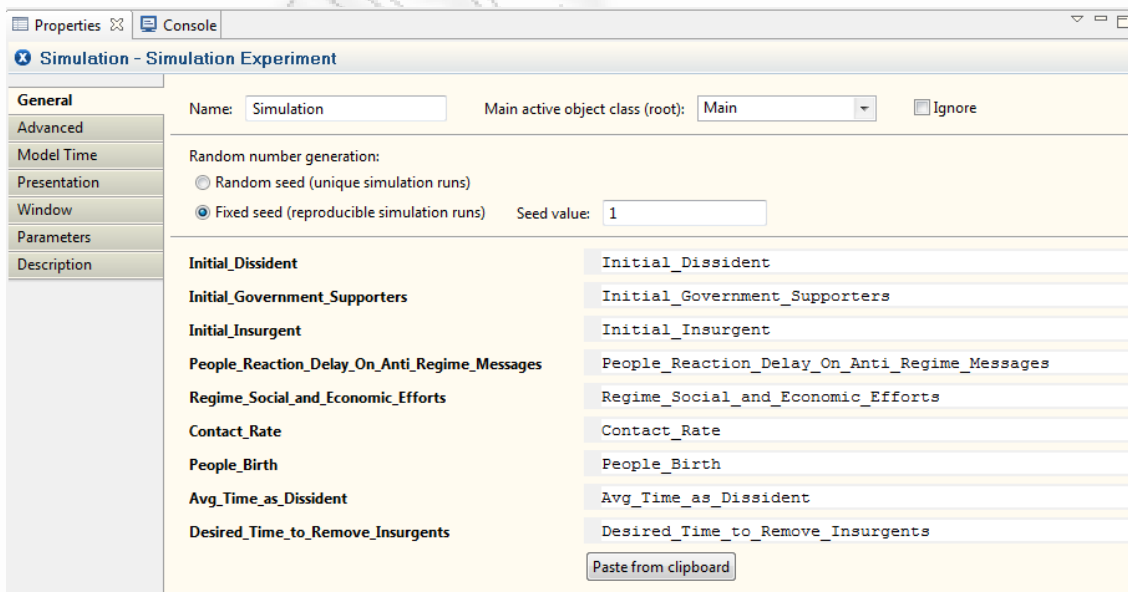 Properties Console
Simulation - Simulation Experiment
General
Advanced
Model Time
Presentation
Window
Parameters
Description
Name: Simulation Main active object class (root): Main Ignore
Random number generation:
Random seed (unique simulation runs)
Fixed seed (reproducible simulation runs) Seed value: 1
Initial_Dissident Initial_Dissident
Initial_Government_Supporters Initial_Government_Supporters
Initial_Insurgent Initial_Insurgent
People_Reaction_Delay_On_Anti_Regime_Messages People_Reaction_Delay_On_Anti_Regime_Messages
Regime_Social_and_Economic_Efforts Regime_Social_and_Economic_Efforts
Contact_Rate Contact_Rate
People_Birth People_Birth
Avg_Time_as_Dissident Avg_Time_as_Dissident
Desired_Time_to_Remove_Insurgents Desired_Time_to_Remove_Insurgents
Paste from clipboard